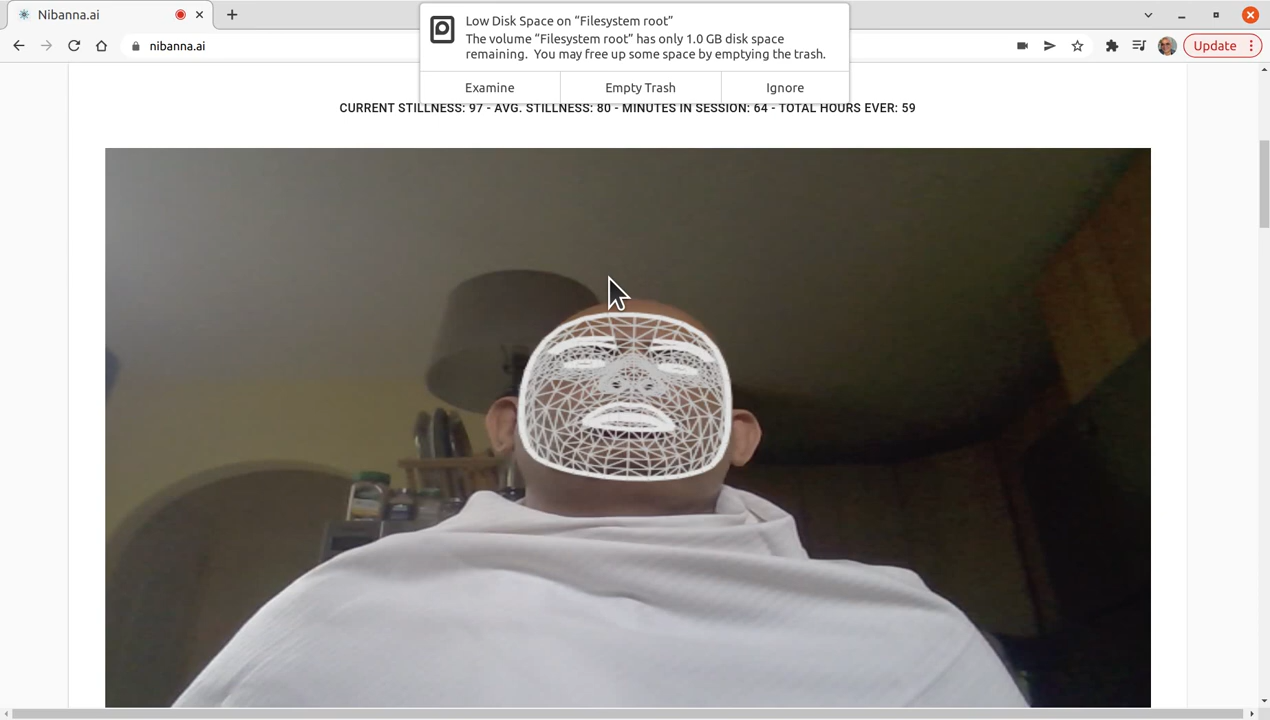 Nibanna.ai
Low Disk Space on “Filesystem root”
The volume “Filesystem root” has only 1.0 GB disk space
remaining. You may free up some space by emptying the trash.
nibanna.ai
Update
Examine
Empty Trash
Ignore
CURRENT STILLNESS: 97 - AVG. STILLNESS: 80 - MINUTES IN SESSION: 64 - TOTAL HOURS EVER: 59